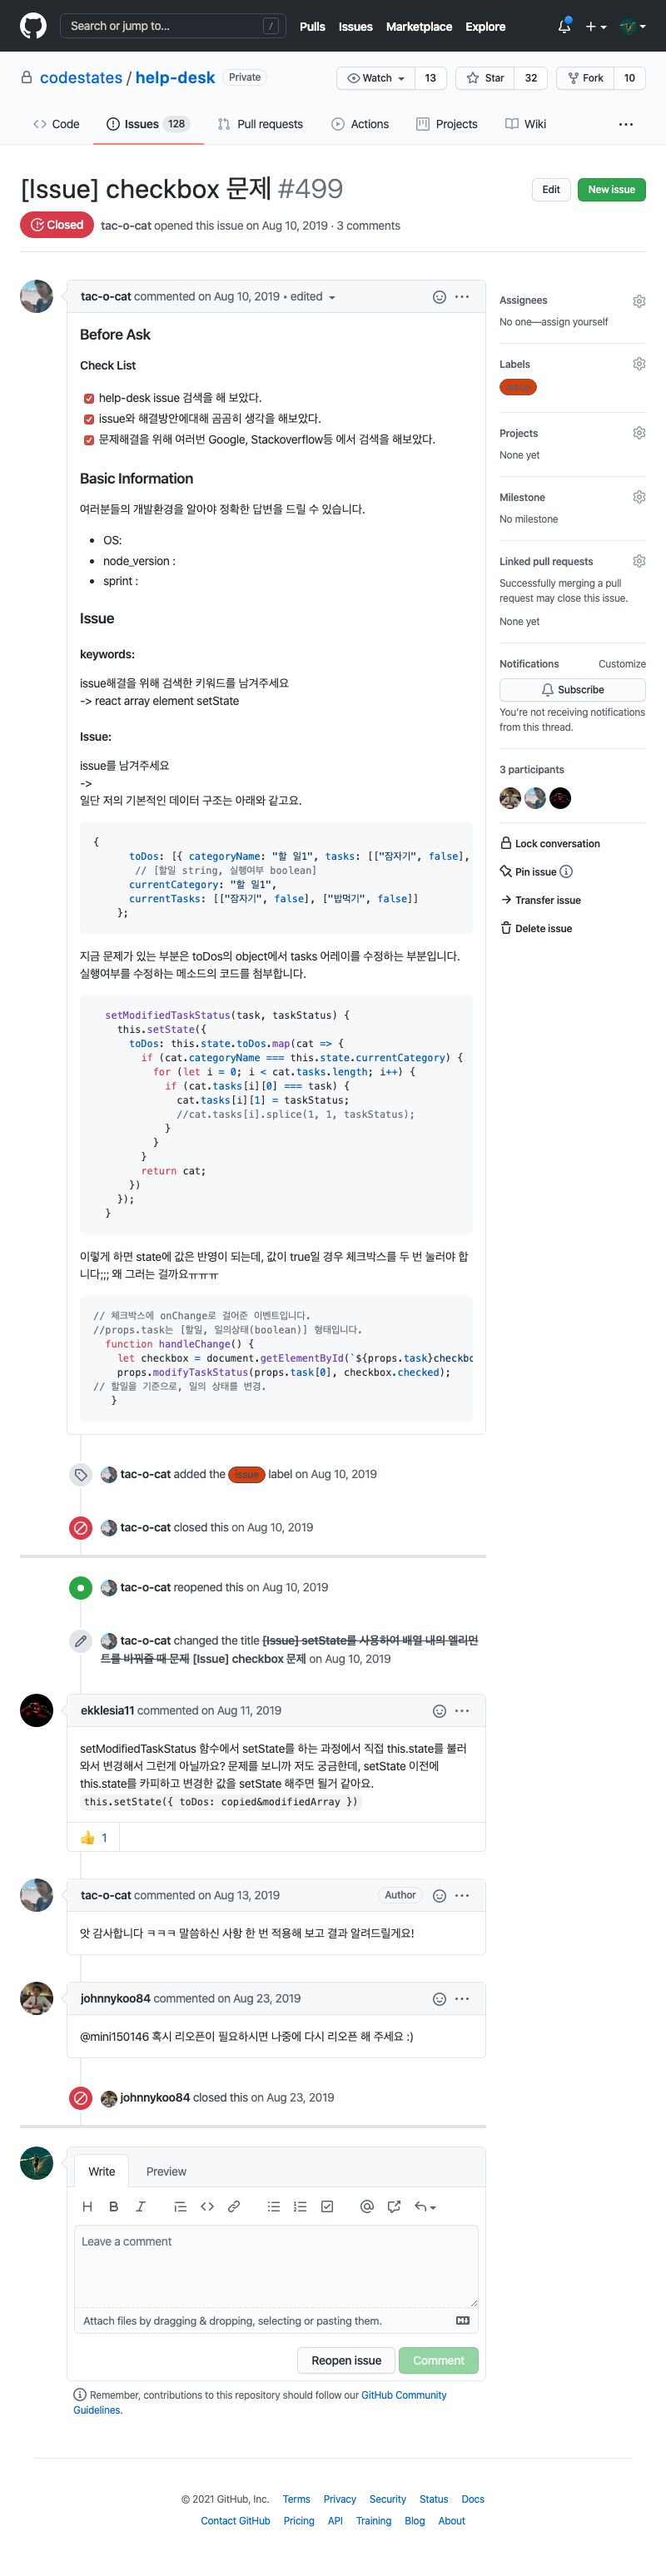 Search or jump to... /
Pulls Issues Marketplace Explore
codestates / help-desk Private
Watch 13 Star 32 Fork 10
Code Issues 128 Pull requests Actions Projects Wiki ...
[Issue] checkbox 문제 #499
Edit New issue
Closed tac-o-cat opened this issue on Aug 10, 2019 · 3 comments
tac-o-cat commented on Aug 10, 2019 • edited
Before Ask
Check List
help-desk issue 검색을 해 보았다.
issue와 해결방안에대해 곰곰히 생각을 해보았다.
문제해결을 위해 여러번 Google, Stackoverflow등 에서 검색을 해보았다.
Basic Information
여러분들의 개발환경을 알아야 정확한 답변을 드릴 수 있습니다.
• OS:
• node_version :
• sprint :
Issue
keywords:
issue해결을 위해 검색한 키워드를 남겨주세요
-> react array element setState
Issue:
issue를 남겨주세요
->
일단 저의 기본적인 데이터 구조는 아래와 같고요.
{
toDos: [{ categoryName: "할 일1", tasks: [["잠자기", false],
// [할일 string, 실행여부 boolean]
currentCategory: "할 일1",
currentTasks: [["잠자기", false], ["밥먹기", false]]
};
지금 문제가 있는 부분은 toDos의 object에서 tasks 어레이를 수정하는 부분입니다.
실행여부를 수정하는 메소드의 코드를 첨부합니다.
setModifiedTaskStatus(task, taskStatus) {
this.setState({
toDos: this.state.toDos.map(cat => {
if (cat.categoryName === this.state.currentCategory) {
for (let i = 0; i < cat.tasks.length; i++) {
if (cat.tasks[i][0] === task) {
cat.tasks[i][1] = taskStatus;
//cat.tasks[i].splice(1, 1, taskStatus);
}
}
}
return cat;
})
});
}
이렇게 하면 state에 값은 반영이 되는데, 값이 true일 경우 체크박스를 두 번 눌러야 합
니다;;; 왜 그러는 걸까요ㅠㅠㅠ
// 체크박스에 onChange로 걸어준 이벤트입니다.
//props.task는 [할일, 일의상태(boolean)] 형태입니다.
function handleChange() {
let checkbox = document.getElementById(`${props.task}checkbo
props.modifyTaskStatus(props.task[0], checkbox.checked);
// 할일을 기준으로, 일의 상태를 변경.
}
tac-o-cat added the issue label on Aug 10, 2019
tac-o-cat closed this on Aug 10, 2019
tac-o-cat reopened this on Aug 10, 2019
tac-o-cat changed the title [Issue] setState를 사용하여 배열 내의 엘리먼
트를 바꿔줄 때 문제 [Issue] checkbox 문제 on Aug 10, 2019
ekklesia11 commented on Aug 11, 2019
setModifiedTaskStatus 함수에서 setState를 하는 과정에서 직접 this.state를 불러
와서 변경해서 그런게 아닐까요? 문제를 보니까 저도 궁금한데, setState 이전에
this.state를 카피하고 변경한 값을 setState 해주면 될거 같아요.
this.setState({ toDos: copied&modifiedArray })
👍 1
tac-o-cat commented on Aug 13, 2019 Author
앗 감사합니다 ㅋㅋㅋ 말씀하신 사항 한 번 적용해 보고 결과 알려드릴게요!
johnnykoo84 commented on Aug 23, 2019
@mini150146 혹시 리오픈이 필요하시면 나중에 다시 리오픈 해 주세요 :)
johnnykoo84 closed this on Aug 23, 2019
Write Preview
Leave a comment
Attach files by dragging & dropping, selecting or pasting them.
Reopen issue Comment
Remember, contributions to this repository should follow our GitHub Community
Guidelines.
Assignees
No one—assign yourself
Labels
issue
Projects
None yet
Milestone
No milestone
Linked pull requests
Successfully merging a pull
request may close this issue.
None yet
Notifications Customize
Subscribe
You're not receiving notifications
from this thread.
3 participants
Lock conversation
Pin issue
Transfer issue
Delete issue
© 2021 GitHub, Inc. Terms Privacy Security Status Docs
Contact GitHub Pricing API Training Blog About